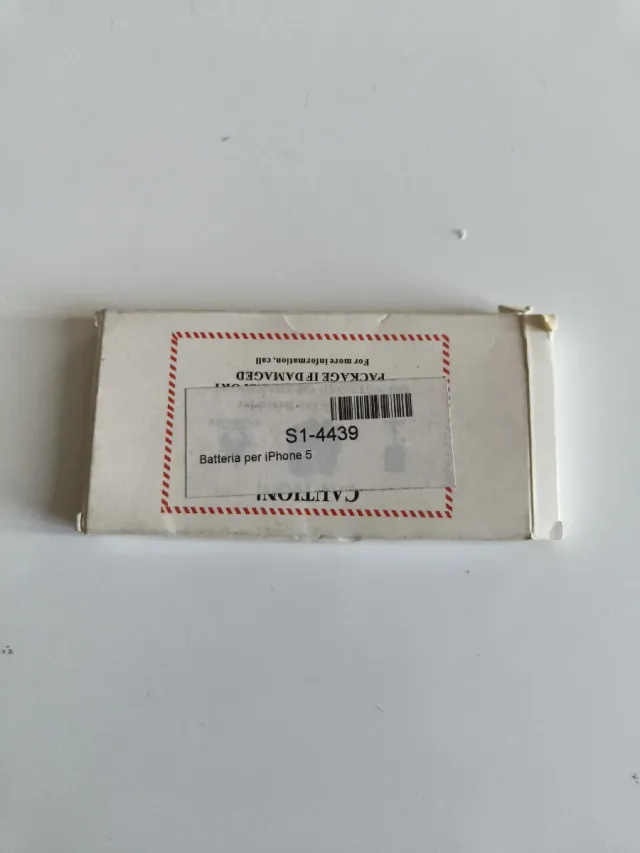 S1-4439
Batteria per iPhone 5
CAUTION!
PACKAGE IF DAMAGED
For more information, call